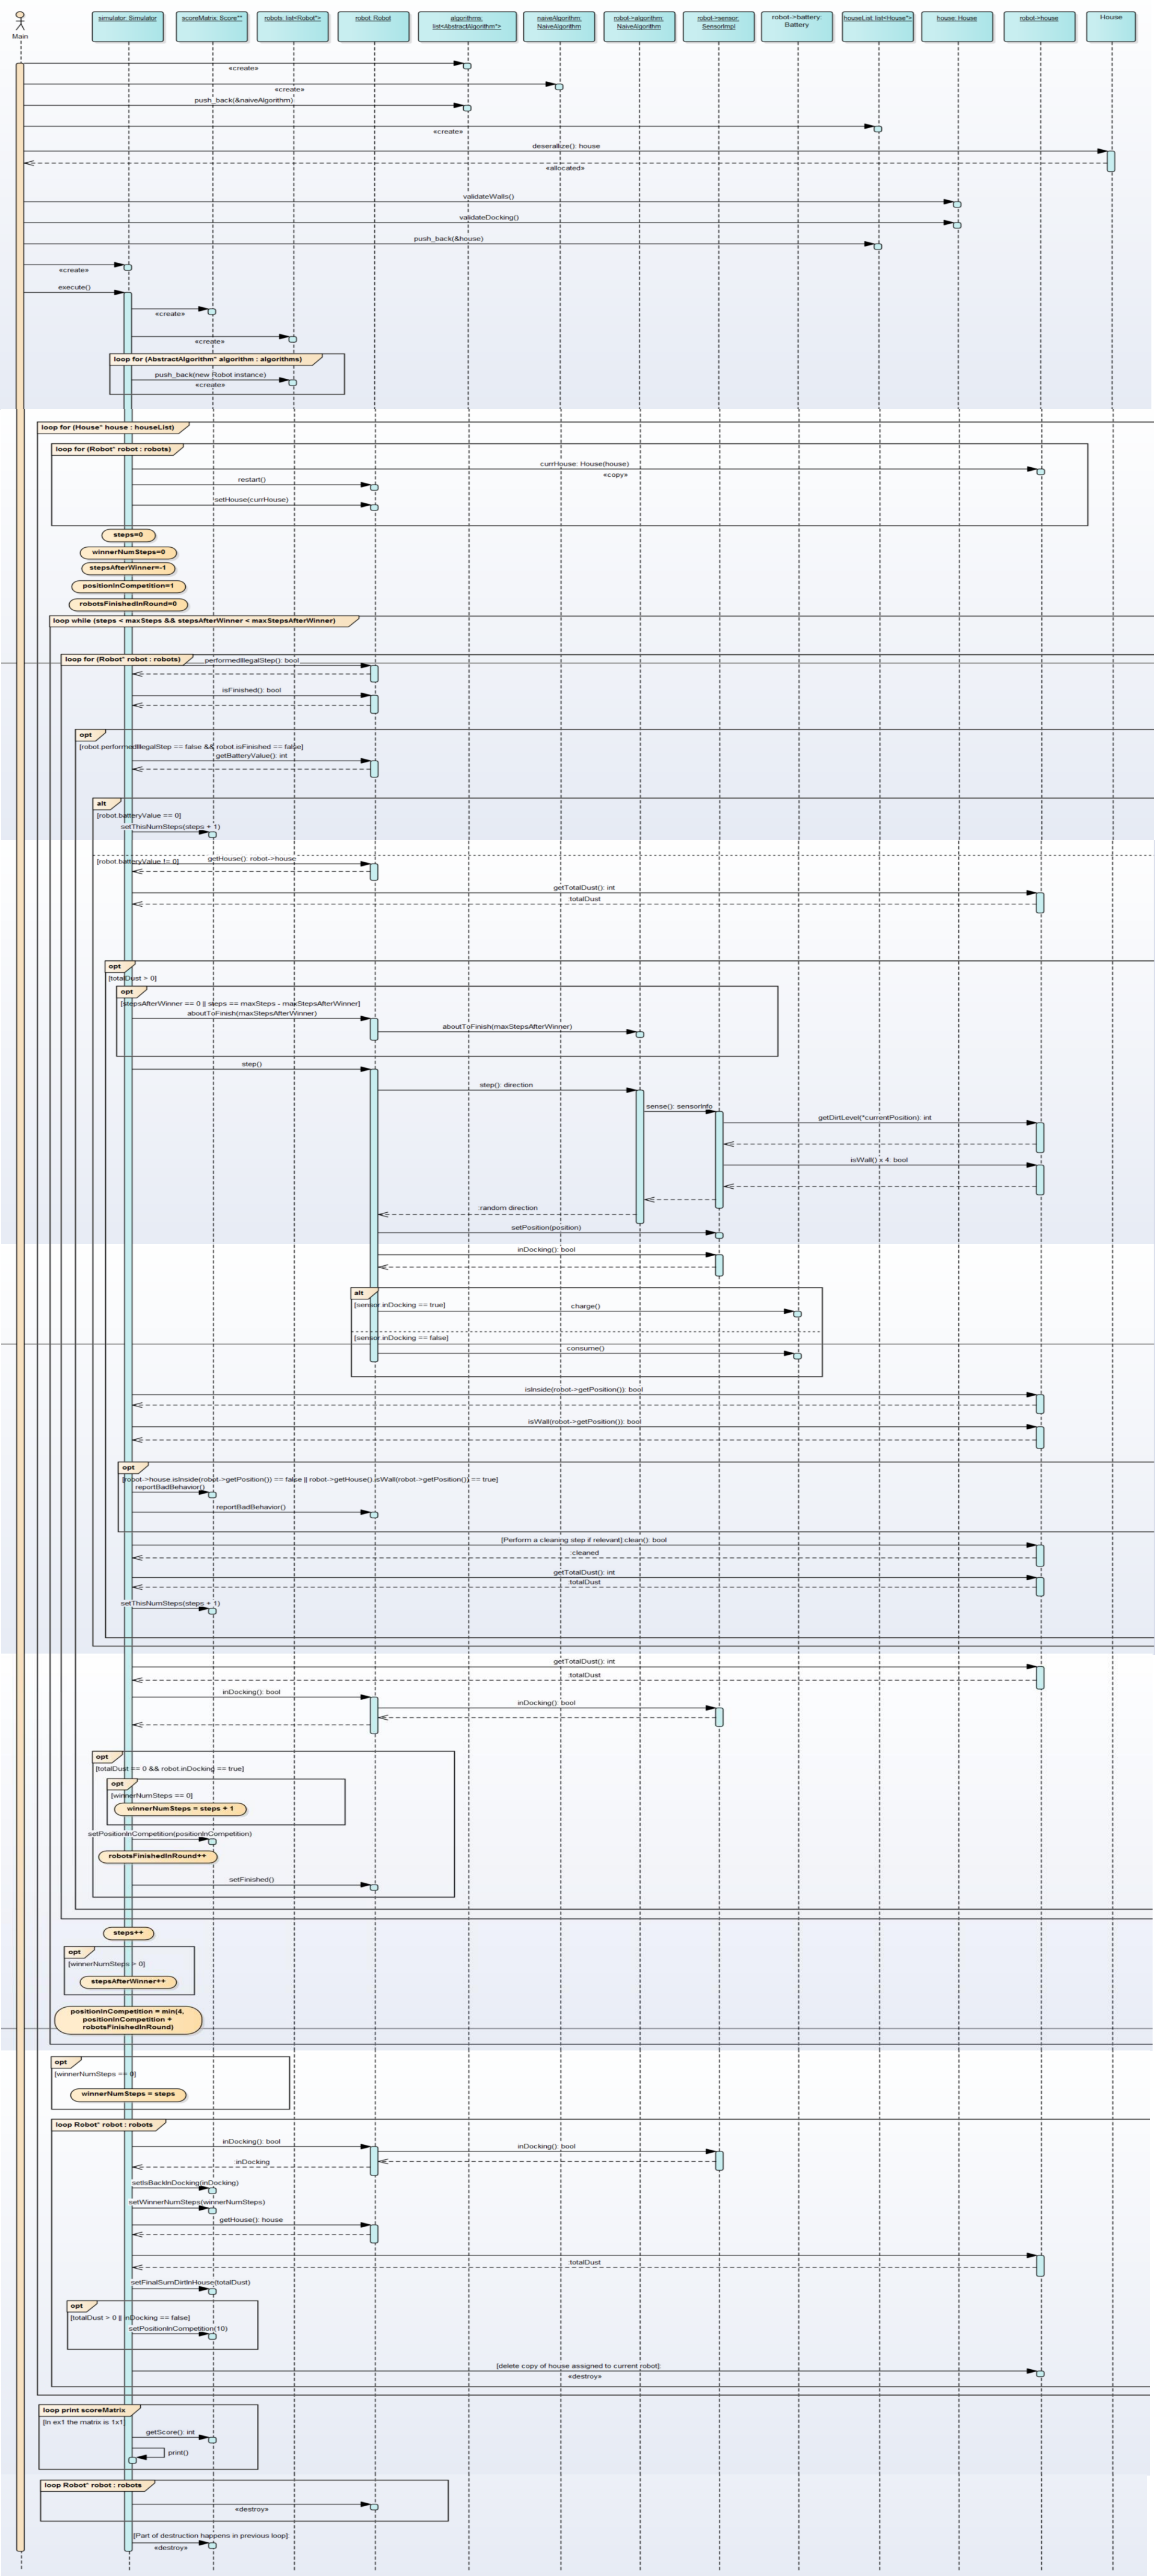 simulator: Simulator
scoreMatrix: Score**
robots: list<Robot*>
robot: Robot
algorithms:
list<AbstractAlgorithm*>
naiveAlgorithm:
NaiveAlgorithm
robot->algorithm:
NaiveAlgorithm
robot->sensor:
SensorImpl
robot->battery:
Battery
houseList: list<House*>
house: House
robot->house
House
Main
«create»
«create»
push_back(&naiveAlgorithm)
«create»
deserallize(): house
«allocated»
validateWalls()
validateDocking()
push_back(&house)
«create»
execute()
«create»
«create»
loop for (AbstractAlgorithm* algorithm : algorithms)
push_back(new Robot instance)
«create»
loop for (House* house : houseList)
loop for (Robot* robot : robots)
currHouse: House(house)
«copy»
restart()
setHouse(currHouse)
steps=0
winnerNumSteps=0
stepsAfterWinner=-1
positionInCompetition=1
robotsFinishedInRound=0
loop while (steps < maxSteps && stepsAfterWinner < maxStepsAfterWinner)
loop for (Robot* robot : robots)
performedIllegalStep(): bool
isFinished(): bool
opt
[robot.performedIllegalStep == false && robot.isFinished == false]
getBatteryValue(): int
alt
[robot.batteryValue == 0]
setThisNumSteps(steps + 1)
[robot.batteryValue != 0]
getHouse(): robot->house
getTotalDust(): int
:totalDust
opt
[totalDust > 0]
opt
[stepsAfterWinner == 0 || steps == maxSteps - maxStepsAfterWinner]
aboutToFinish(maxStepsAfterWinner)
aboutToFinish(maxStepsAfterWinner)
step()
step(): direction
sense(): sensorInfo
getDirtLevel(*currentPosition): int
isWall() x 4: bool
:random direction
setPosition(position)
inDocking(): bool
alt
[sensor.inDocking == true]
charge()
[sensor.inDocking == false]
consume()
isInside(robot->getPosition()): bool
isWall(robot->getPosition()): bool
opt
[robot->house.isInside(robot->getPosition()) == false || robot->getHouse().isWall(robot->getPosition()) == true]
reportBadBehavior()
reportBadBehavior()
[Perform a cleaning step if relevant]:clean(): bool
:cleaned
getTotalDust(): int
:totalDust
setThisNumSteps(steps + 1)
getTotalDust(): int
:totalDust
inDocking(): bool
inDocking(): bool
opt
[totalDust == 0 && robot.inDocking == true]
opt
[winnerNumSteps == 0]
winnerNumSteps = steps + 1
setPositionInCompetition(positionInCompetition)
robotsFinishedInRound++
setFinished()
steps++
opt
[winnerNumSteps > 0]
stepsAfterWinner++
positionInCompetition = min(4,
positionInCompetition +
robotsFinishedInRound)
opt
[winnerNumSteps == 0]
winnerNumSteps = steps
loop Robot* robot : robots
inDocking(): bool
inDocking(): bool
:inDocking
setIsBackInDocking(inDocking)
setWinnerNumSteps(winnerNumSteps)
getHouse(): house
:totalDust
setFinalSumDirtInHouse(totalDust)
opt
[totalDust > 0 || inDocking == false]
setPositionInCompetition(10)
[delete copy of house assigned to current robot]:
«destroy»
loop print scoreMatrix
[In ex1 the matrix is 1x1]
getScore(): int
print()
loop Robot* robot : robots
«destroy»
[Part of destruction happens in previous loop]:
«destroy»